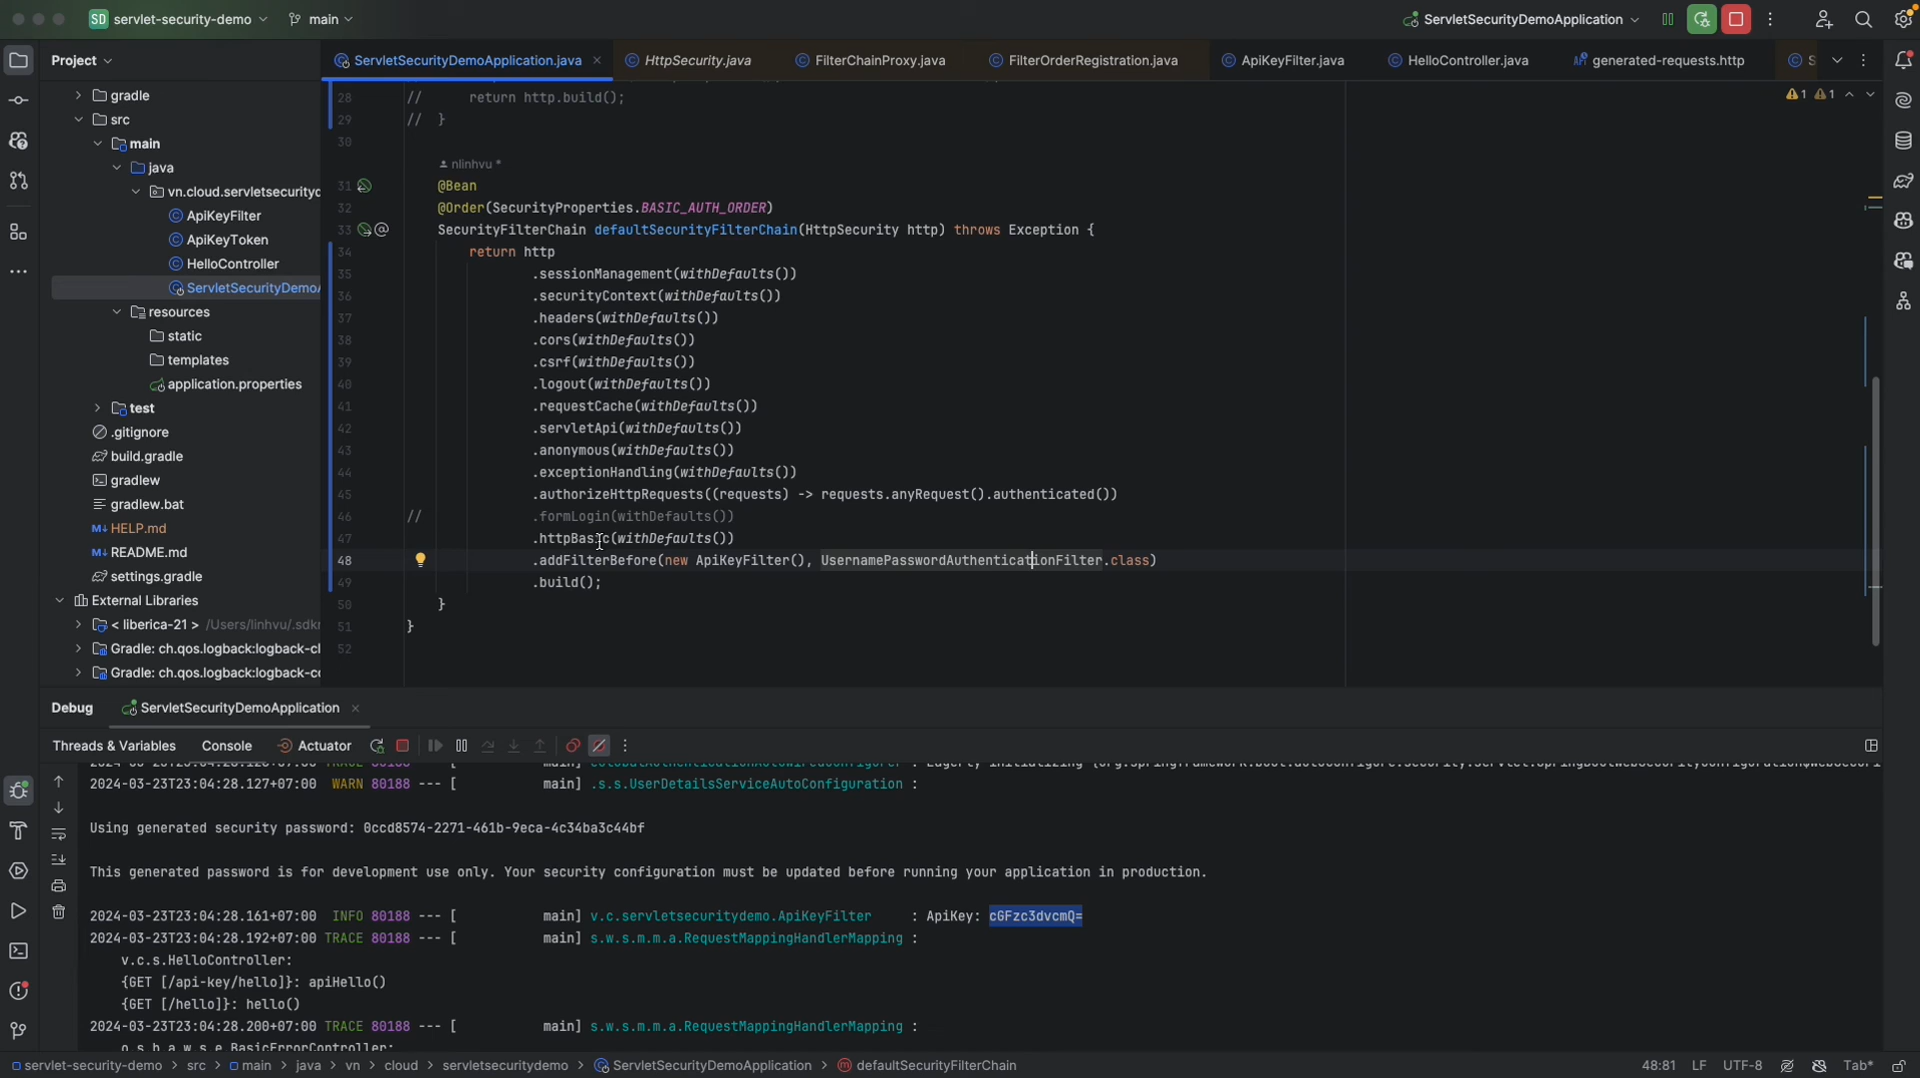 SD servlet-security-demo
main
ServletSecurityDemoApplication
Project
ServletSecurityDemoApplication.java
HttpSecurity.java
FilterChainProxy.java
FilterOrderRegistration.java
ApiKeyFilter.java
HelloController.java
generated-requests.http
S
gradle
src
main
java
vn.cloud.servletsecurityd
ApiKeyFilter
ApiKeyToken
HelloController
ServletSecurityDemoA
resources
static
templates
application.properties
test
.gitignore
build.gradle
gradlew
gradlew.bat
M↓ HELP.md
M↓ README.md
settings.gradle
External Libraries
< liberica-21 > /Users/linhvu/.sdkr
Gradle: ch.qos.logback:logback-cl
Gradle: ch.qos.logback:logback-co
1 1
28 // return http.build();
29 // }
30
nlinhvu *
31 @Bean
32 @Order(SecurityProperties.BASIC_AUTH_ORDER)
33 SecurityFilterChain defaultSecurityFilterChain(HttpSecurity http) throws Exception {
34 return http
35 .sessionManagement(withDefaults())
36 .securityContext(withDefaults())
37 .headers(withDefaults())
38 .cors(withDefaults())
39 .csrf(withDefaults())
40 .logout(withDefaults())
41 .requestCache(withDefaults())
42 .servletApi(withDefaults())
43 .anonymous(withDefaults())
44 .exceptionHandling(withDefaults())
45 .authorizeHttpRequests((requests) -> requests.anyRequest().authenticated())
46 // .formLogin(withDefaults())
47 .httpBasic(withDefaults())
48 .addFilterBefore(new ApiKeyFilter(), UsernamePasswordAuthenticationFilter.class)
49 .build();
50 }
51 }
52
Debug
ServletSecurityDemoApplication
Threads & Variables
Console
Actuator
2024-03-23T23:04:28.127+07:00 WARN 80188 --- [ main] .s.s.UserDetailsServiceAutoConfiguration :
Using generated security password: 0ccd8574-2271-461b-9eca-4c34ba3c44bf
This generated password is for development use only. Your security configuration must be updated before running your application in production.
2024-03-23T23:04:28.161+07:00 INFO 80188 --- [ main] v.c.servletsecuritydemo.ApiKeyFilter : ApiKey: cGFzc3dvcmQ=
2024-03-23T23:04:28.192+07:00 TRACE 80188 --- [ main] s.w.s.m.m.a.RequestMappingHandlerMapping :
v.c.s.HelloController:
{GET [/api-key/hello]}: apiHello()
{GET [/hello]}: hello()
2024-03-23T23:04:28.200+07:00 TRACE 80188 --- [ main] s.w.s.m.m.a.RequestMappingHandlerMapping :
o.s.b.a.w.s.e.BasicErrorController:
servlet-security-demo > src > main > java > vn > cloud > servletsecuritydemo > ServletSecurityDemoApplication > defaultSecurityFilterChain
48:81 LF UTF-8 Tab*